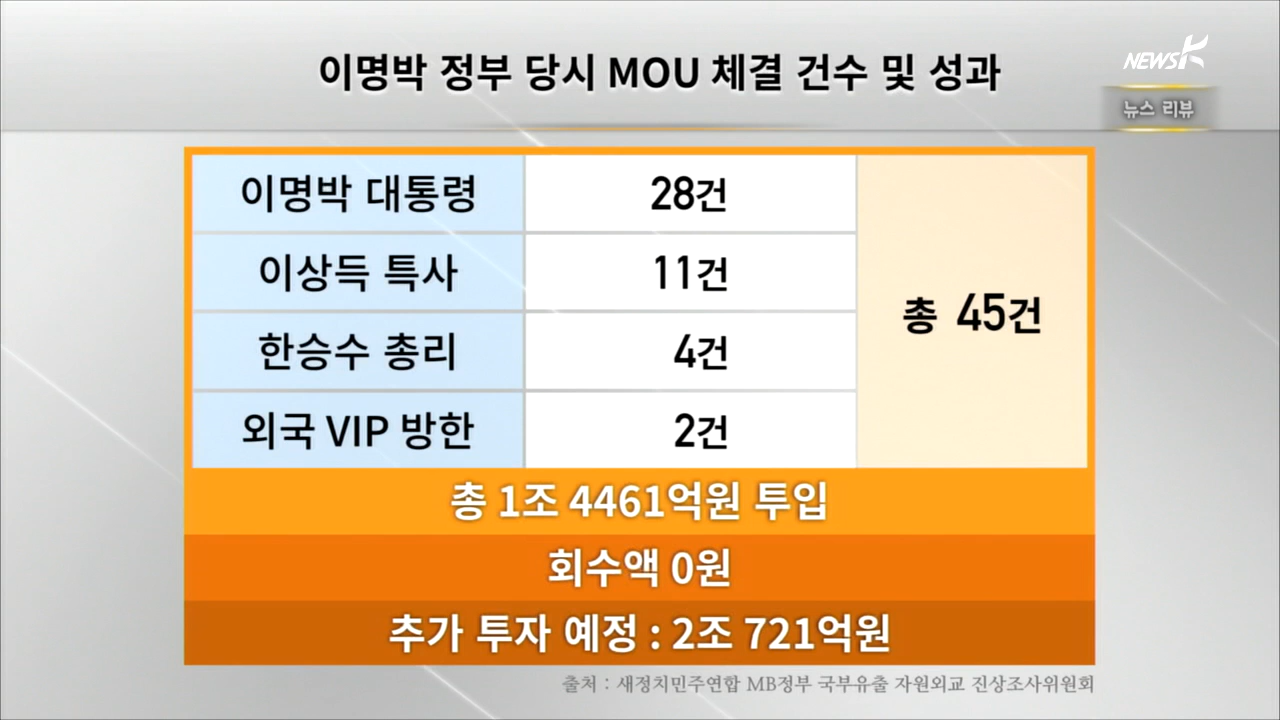 이명박 정부 당시 MOU 체결 건수 및 성과
NEWS K
뉴스 리뷰
이명박 대통령 28건
이상득 특사 11건
한승수 총리 4건
외국 VIP 방한 2건
총 45건
총 1조 4461억원 투입
회수액 0원
추가 투자 예정 : 2조 721억원
출처 : 새정치민주연합 MB정부 국부유출 자원외교 진상조사위원회